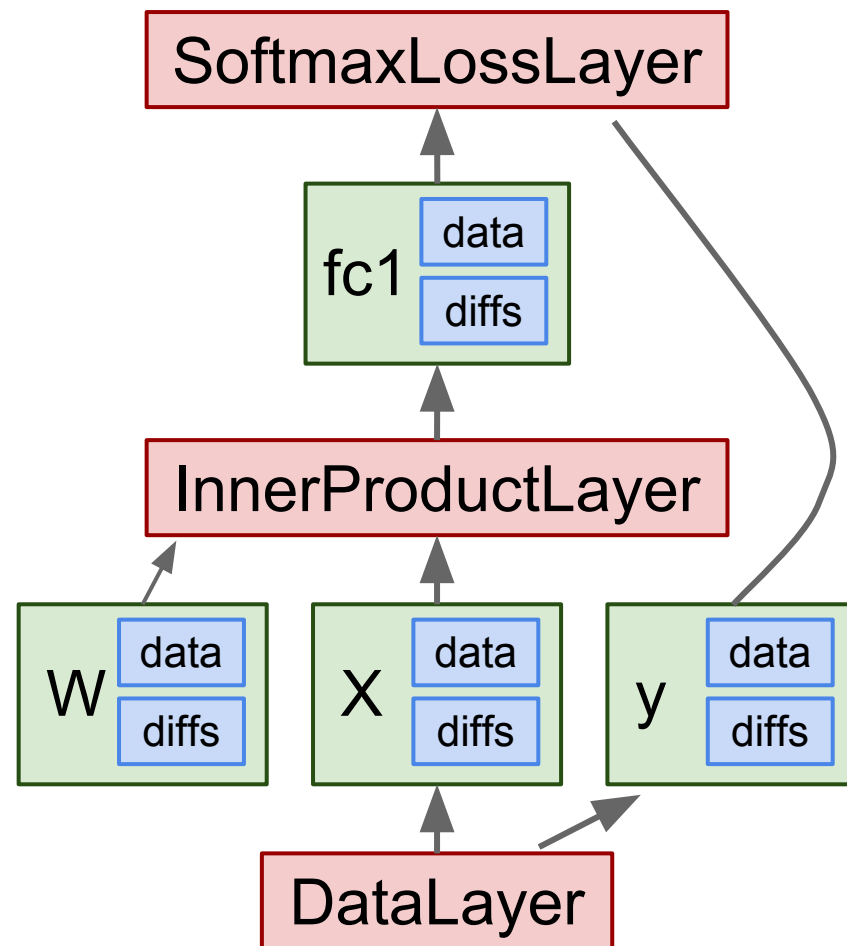 SoftmaxLossLayer
fc1
data
diffs
InnerProductLayer
W
data
diffs
X
data
diffs
y
data
diffs
DataLayer